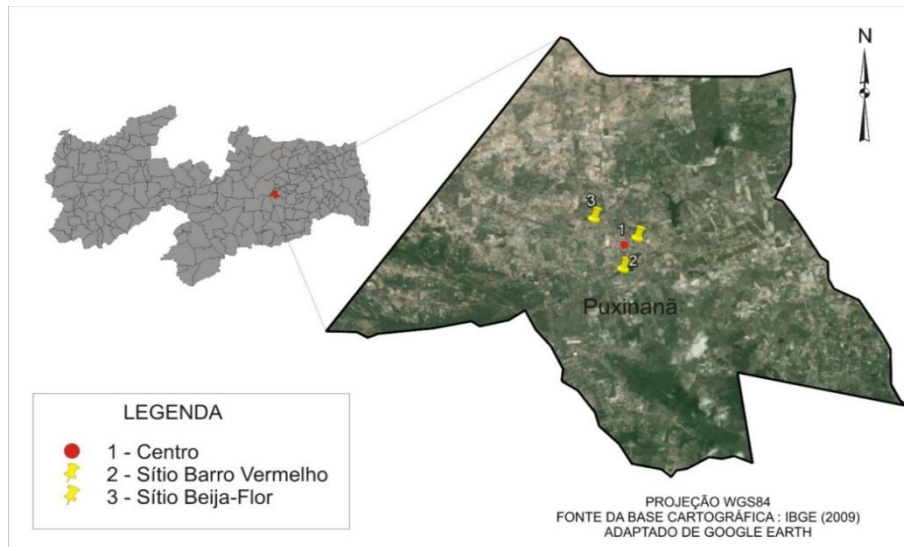 N
3
1
2
Puxinanã
LEGENDA
1 - Centro
2 - Sítio Barro Vermelho
3 - Sítio Beija-Flor
PROJEÇÃO WGS84
FONTE DA BASE CARTOGRÁFICA : IBGE (2009)
ADAPTADO DE GOOGLE EARTH